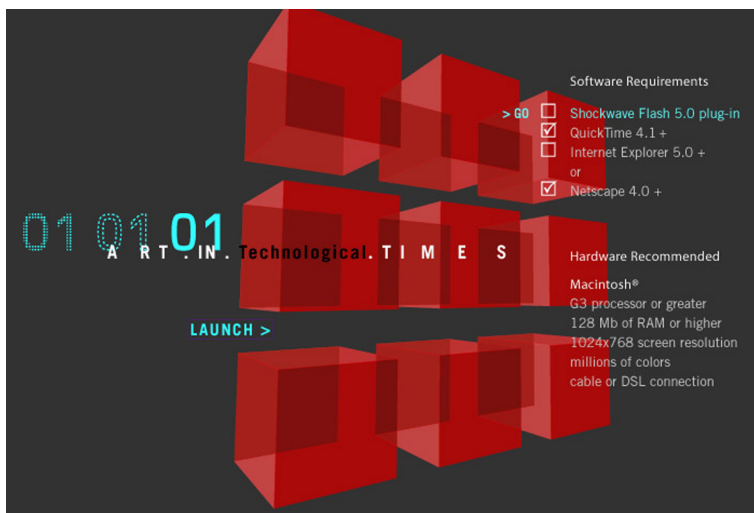 Software Requirements
> GO Shockwave Flash 5.0 plug-in
QuickTime 4.1 +
Internet Explorer 5.0 +
or
Netscape 4.0 +
01 01 01
ART.IN.Technological.TIMES
LAUNCH >
Hardware Recommended
Macintosh®
G3 processor or greater
128 Mb of RAM or higher
1024x768 screen resolution
millions of colors
cable or DSL connection